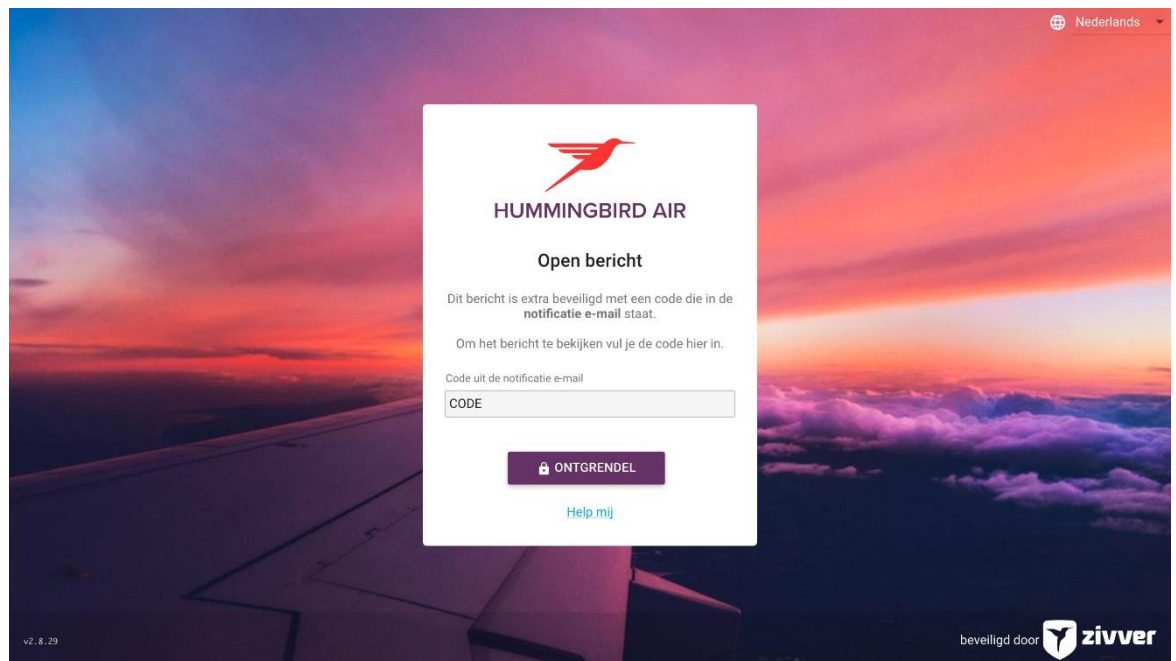 Nederlands
HUMMINGBIRD AIR
Open bericht
Dit bericht is extra beveiligd met een code die in de
notificatie e-mail staat.
Om het bericht te bekijken vul je de code hier in.
Code uit de notificatie e-mail
CODE
ONTGRENDEL
Help mij
v2.8.29
beveiligd door zivver